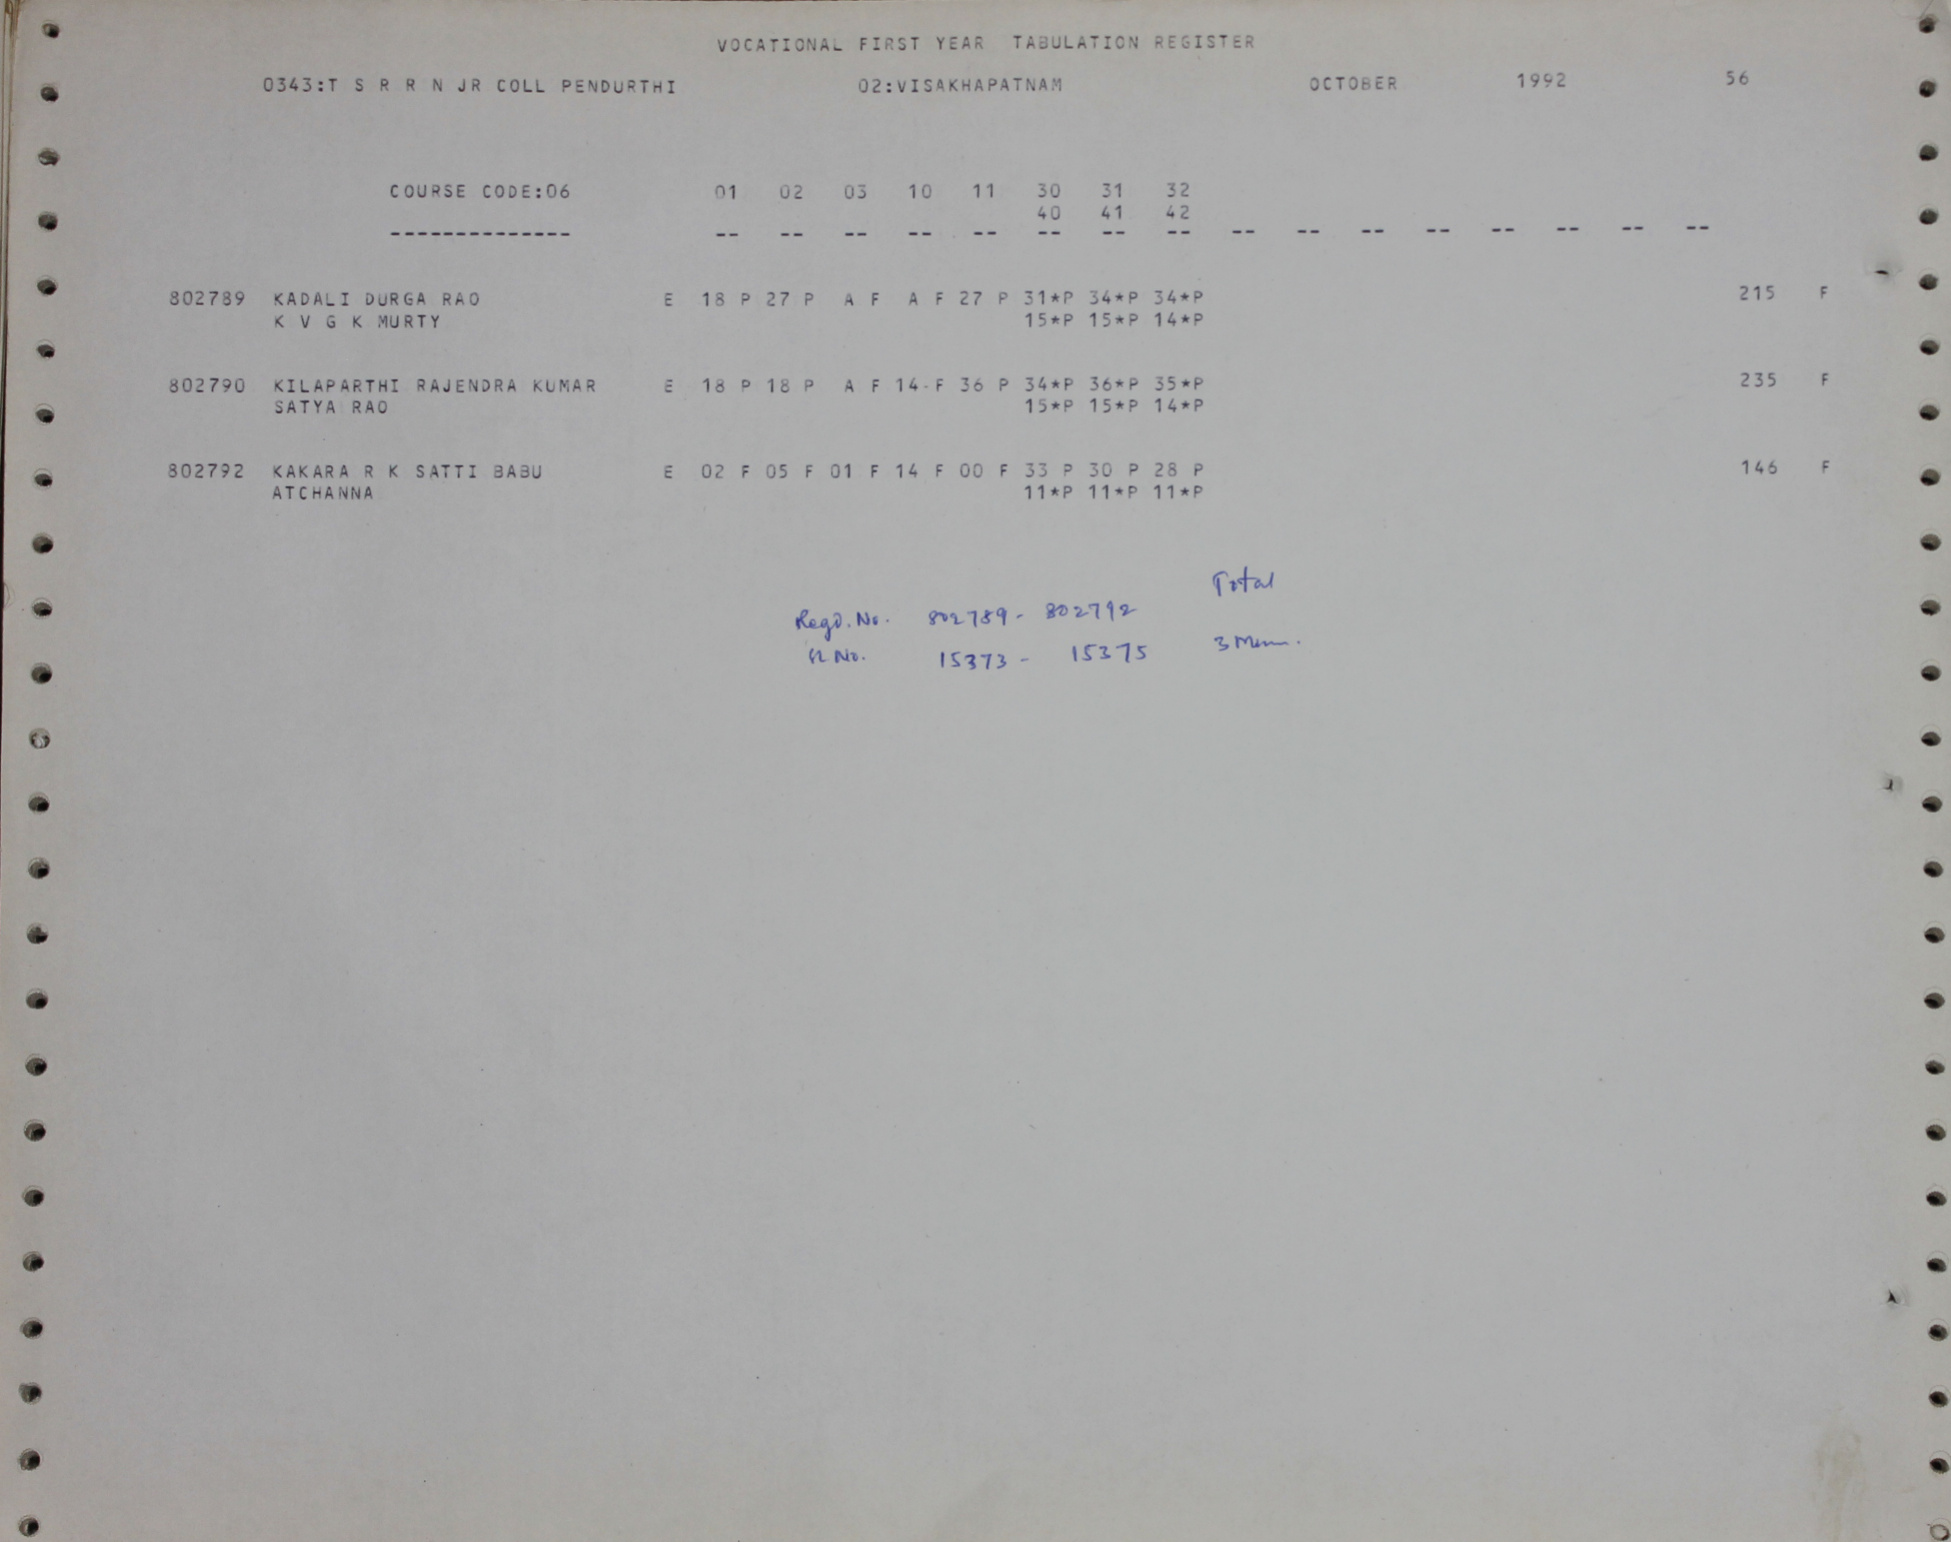 VOCATIONAL FIRST YEAR TABULATION REGISTER
0343:T S R R N JR COLL PENDURTHI 02:VISAKHAPATNAM OCTOBER 1992 56
COURSE CODE:06 01 02 03 10 11 30 31 32
40 41 42
-------------- -- -- -- -- -- -- -- -- -- -- -- -- -- -- -- --
802789 KADALI DURGA RAO E 18 P 27 P A F A F 27 P 31*P 34*P 34*P 215 F
K V G K MURTY 15*P 15*P 14*P
802790 KILAPARTHI RAJENDRA KUMAR E 18 P 18 P A F 14-F 36 P 34*P 36*P 35*P 235 F
SATYA RAO 15*P 15*P 14*P
802792 KAKARA R K SATTI BABU E 02 F 05 F 01 F 14 F 00 F 33 P 30 P 28 P 146 F
ATCHANNA 11*P 11*P 11*P
Total
Regd. No. 802789 - 802792
No. 15373 - 15375 3